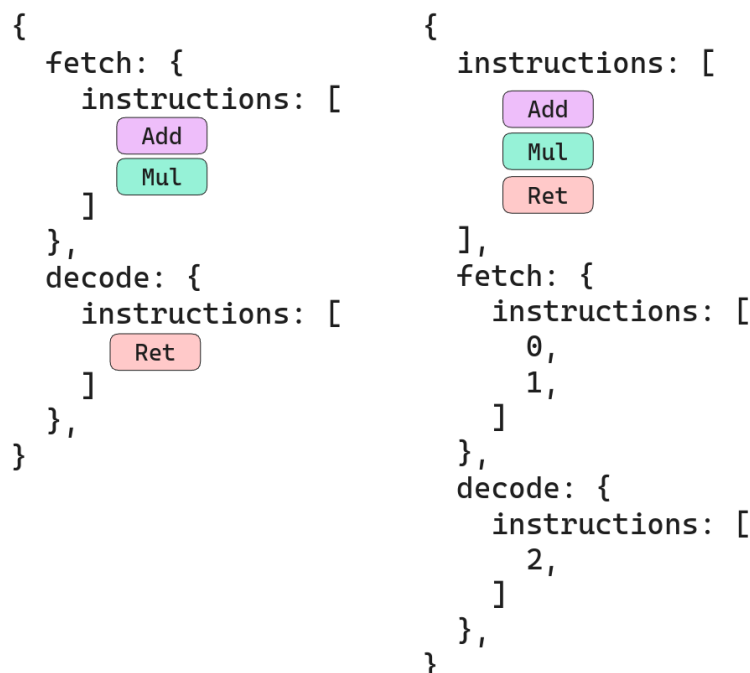 {
fetch: {
instructions: [
Add
Mul
]
},
decode: {
instructions: [
Ret
]
},
}
{
instructions: [
Add
Mul
Ret
],
fetch: {
instructions: [
0,
1,
]
},
decode: {
instructions: [
2,
]
},
}